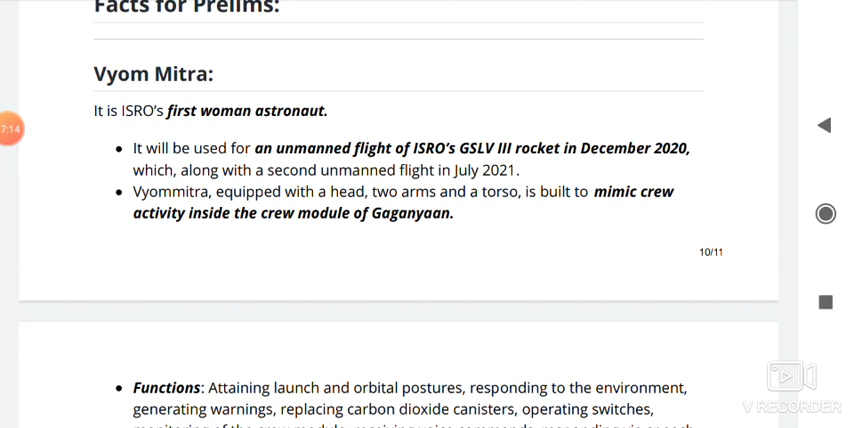 Facts for Prelims:
Vyom Mitra:
It is ISRO's first woman astronaut.
7:14
• It will be used for an unmanned flight of ISRO's GSLV III rocket in December 2020,
which, along with a second unmanned flight in July 2021.
• Vyommitra, equipped with a head, two arms and a torso, is built to mimic crew
activity inside the crew module of Gaganyaan.
10/11
• Functions: Attaining launch and orbital postures, responding to the environment,
generating warnings, replacing carbon dioxide canisters, operating switches,
V RECORDER